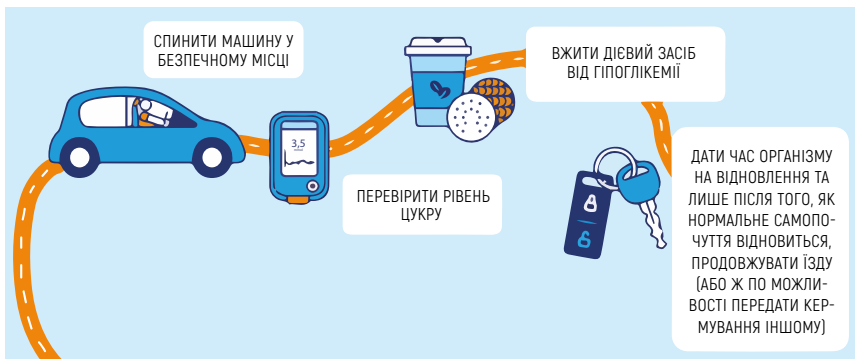 СПИНИТИ МАШИНУ У
БЕЗПЕЧНОМУ МІСЦІ
3,5
ПЕРЕВІРИТИ РІВЕНЬ
ЦУКРУ
ВЖИТИ ДІЄВИЙ ЗАСІБ
ВІД ГІПОГЛІКЕМІЇ
ДАТИ ЧАС ОРГАНІЗМУ
НА ВІДНОВЛЕННЯ ТА
ЛИШЕ ПІСЛЯ ТОГО, ЯК
НОРМАЛЬНЕ САМОПО-
ЧУТТЯ ВІДНОВИТЬСЯ,
ПРОДОВЖУВАТИ ЇЗДУ
(АБО Ж ПО МОЖЛИ-
ВОСТІ ПЕРЕДАТИ КЕР-
МУВАННЯ ІНШОМУ)